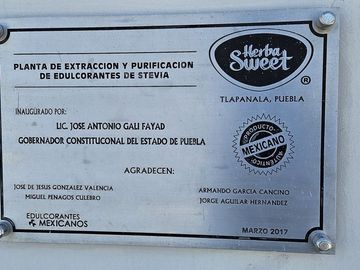 Herba
Sweet
®
PLANTA DE EXTRACCION Y PURIFICACION
DE EDULCORANTES DE STEVIA
TLAPANALA, PUEBLA
INAUGURADO POR:
LIC. JOSE ANTONIO GALI FAYAD
GOBERNADOR CONSTITUCONAL DEL ESTADO DE PUEBLA
PRODUCTO
MEXICANO
AUTENTICO
AGRADECEN:
JOSE DE JESUS GONZALEZ VALENCIA
MIGUEL PENAGOS CULEBRO
ARMANDO GARCIA CANCINO
JORGE AGUILAR HERNANDEZ
EDULCORANTES
MEXICANOS
MARZO 2017